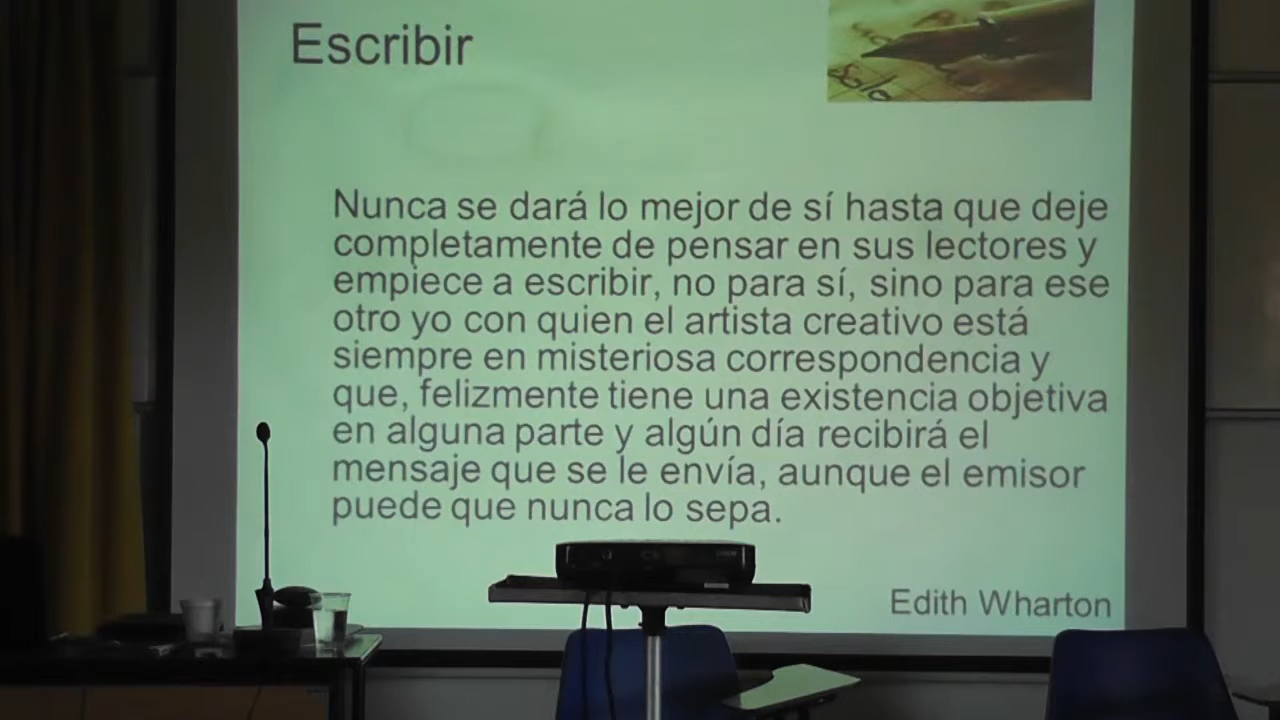 Escribir
Solo
Nunca se dará lo mejor de sí hasta que deje
completamente de pensar en sus lectores y
empiece a escribir, no para sí, sino para ese
otro yo con quien el artista creativo está
siempre en misteriosa correspondencia y
que, felizmente tiene una existencia objetiva
en alguna parte y algún día recibirá el
mensaje que se le envía, aunque el emisor
puede que nunca lo sepa.
Edith Wharton